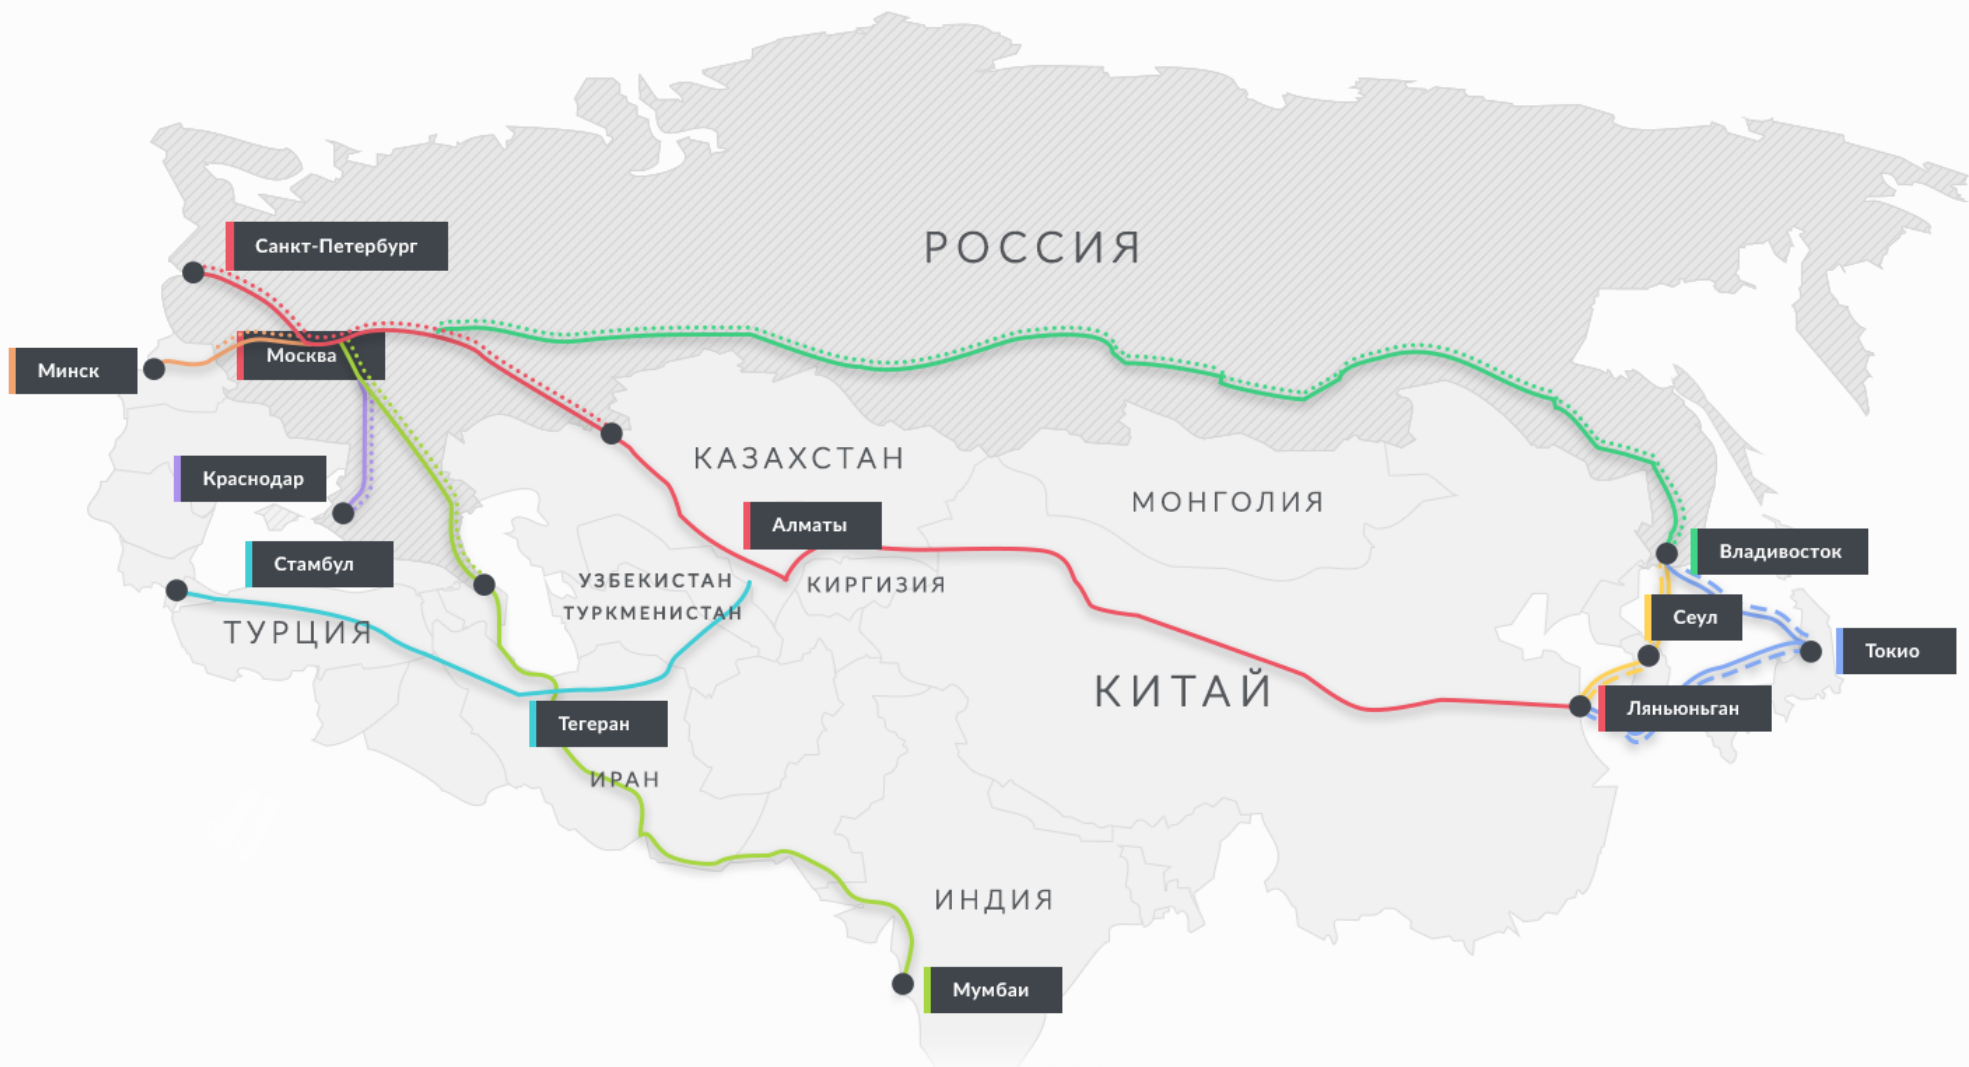 РОССИЯ
Санкт-Петербург
Москва
Минск
КАЗАХСТАН
Краснодар
МОНГОЛИЯ
Алматы
Владивосток
Стамбул
УЗБЕКИСТАН
КИРГИЗИЯ
ТУРКМЕНИСТАН
Сеул
ТУРЦИЯ
Токио
КИТАЙ
Ляньюньган
Тегеран
ИРАН
ИНДИЯ
Мумбаи